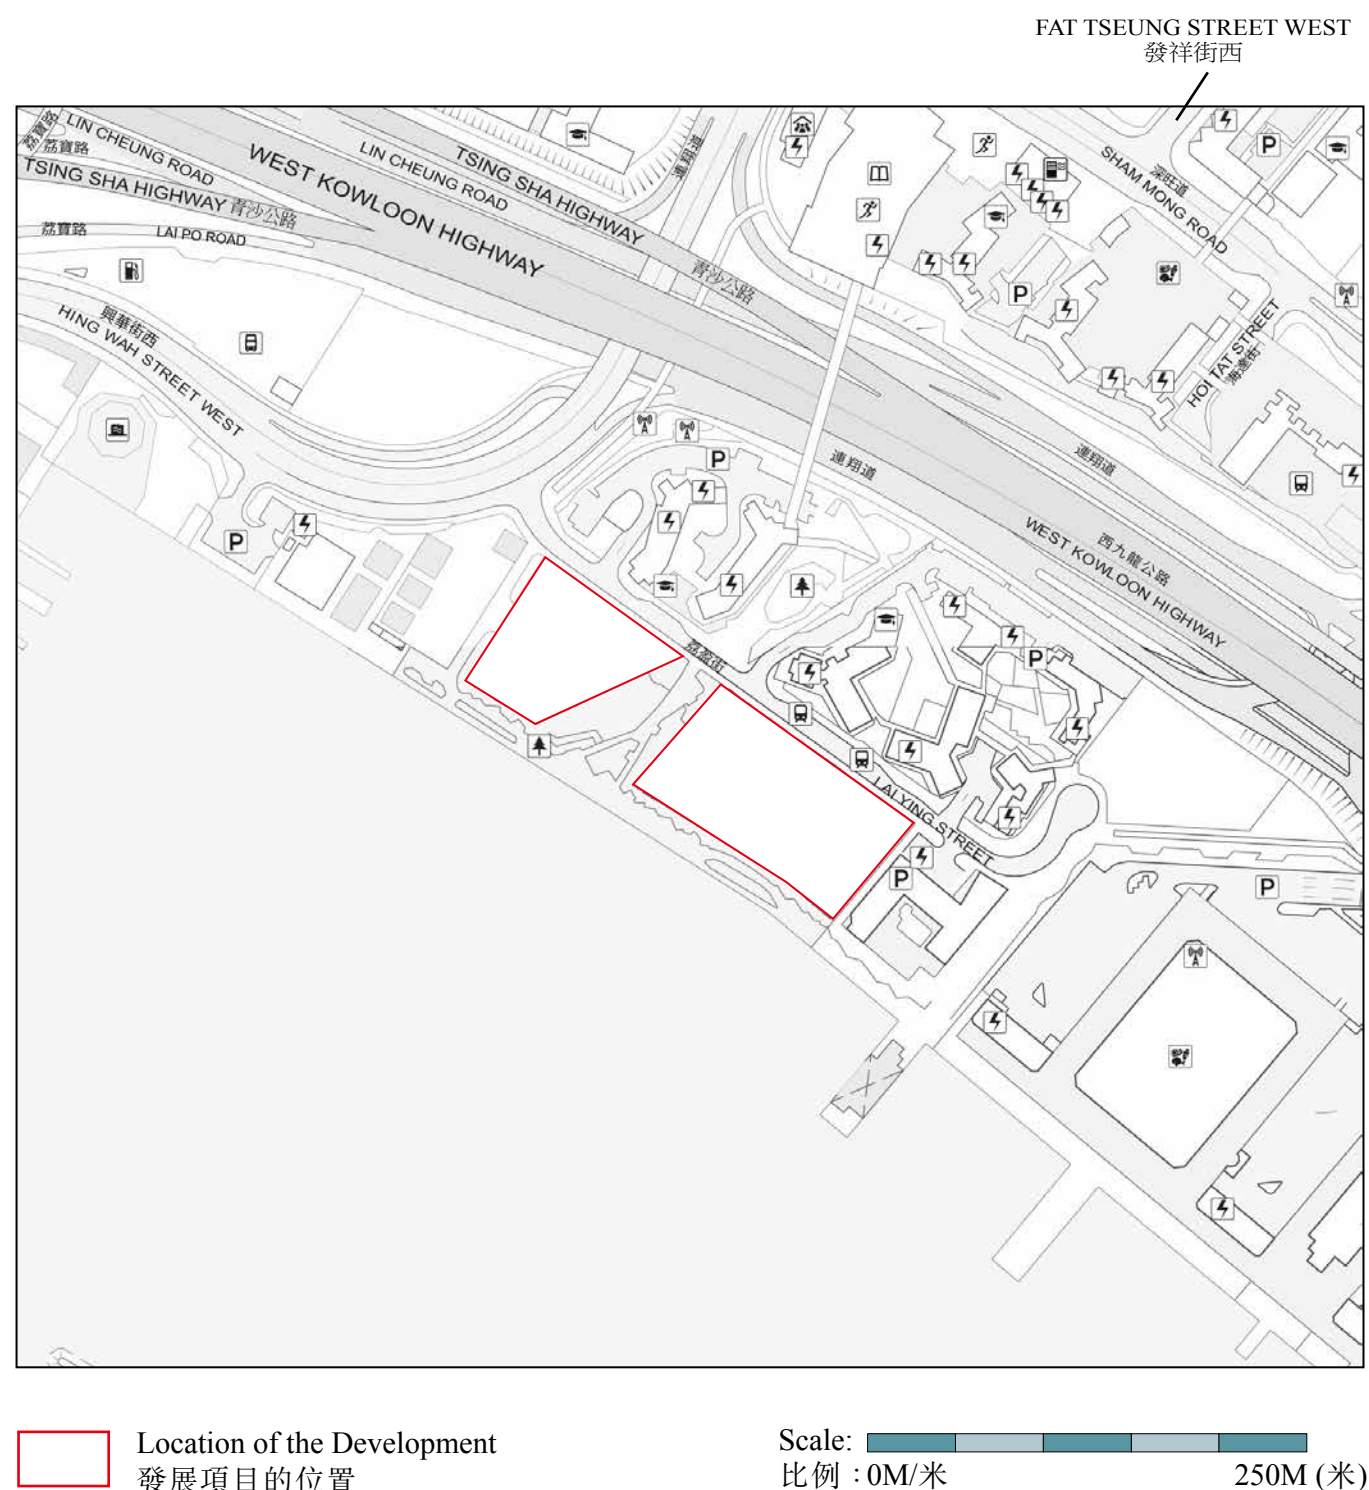 FAT TSEUNG STREET WEST
發祥街西
荔寶路
荔寶路
LIN CHEUNG ROAD
TSING SHA HIGHWAY 青沙公路
荔寶路
LAI PO ROAD
WEST KOWLOON HIGHWAY
LIN CHEUNG ROAD
TSING SHA HIGHWAY
連翔道
青沙公路
SHAM MONG ROAD
深旺道
P
P
HOI TAT STREET
海達街
興華街西
HING WAH STREET WEST
P
連翔道
連翔道
P
西九龍公路
WEST KOWLOON HIGHWAY
荔盈街
P
LAI YING STREET
P
P
Location of the Development
發展項目的位置
Scale:
比例：0M/米
250M (米)